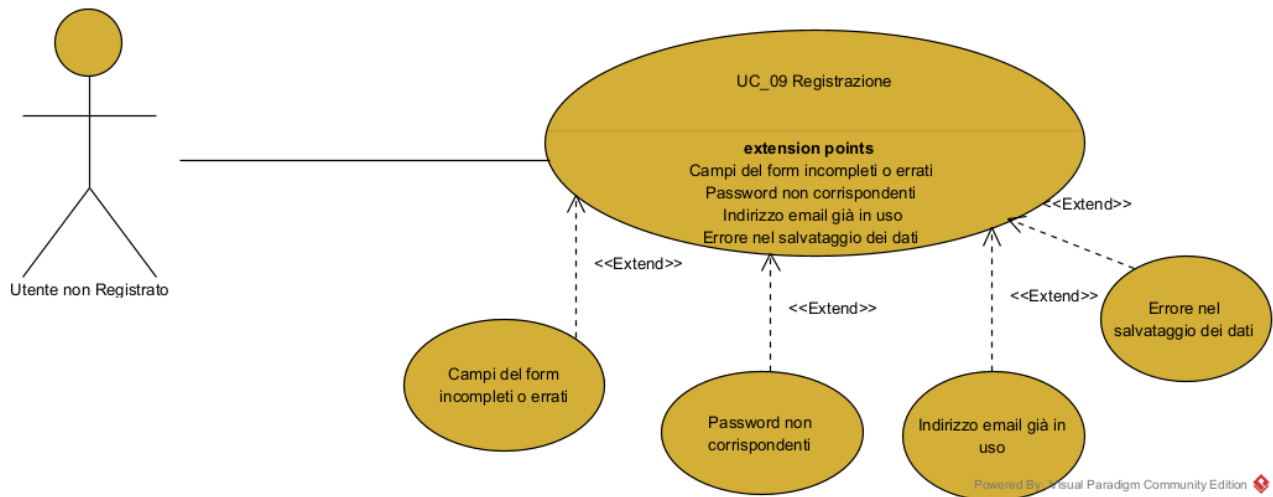 UC_09 Registrazione
extension points
Campi del form incompleti o errati
Password non corrispondenti
Indirizzo email già in uso
Errore nel salvataggio dei dati
<<Extend>>
<<Extend>>
<<Extend>>
<<Extend>>
Utente non Registrato
Errore nel
salvataggio dei dati
Campi del form
incompleti o errati
Password non
corrispondenti
Indirizzo email già in
uso
Powered By Visual Paradigm Community Edition